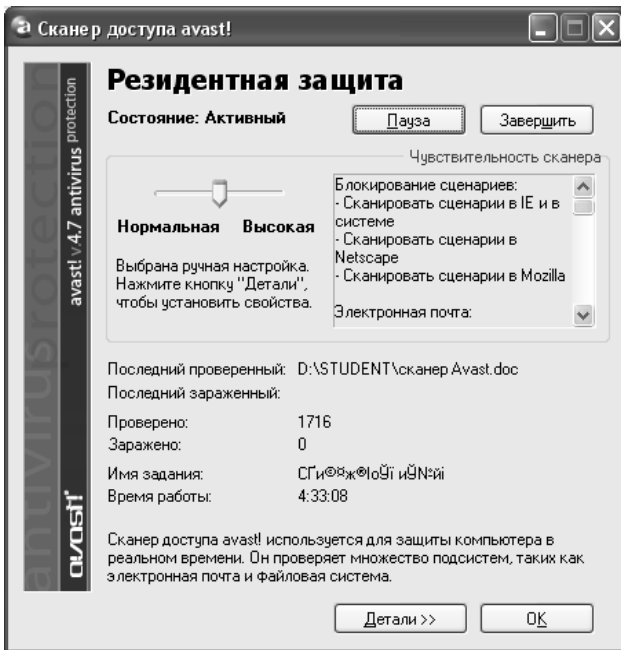 Сканер доступа avast!
Резидентная защита
Состояние: Активный
Пауза
Завершить
Чувствительность сканера
Нормальная Высокая
Выбрана ручная настройка.
Нажмите кнопку "Детали",
чтобы установить свойства.
Блокирование сценариев:
- Сканировать сценарии в IE и в
системе
- Сканировать сценарии в
Netscape
- Сканировать сценарии в Mozilla
Электронная почта:
Последний проверенный: D:\STUDENT\сканер Avast.doc
Последний зараженный:
Проверено: 1716
Заражено: 0
Имя задания:
Время работы: 4:33:08
Сканер доступа avast! используется для защиты компьютера в
реальном времени. Он проверяет множество подсистем, таких как
электронная почта и файловая система.
Детали >>
OK
avast! v4.7 antivirus protection
antivirusrotection
avast!